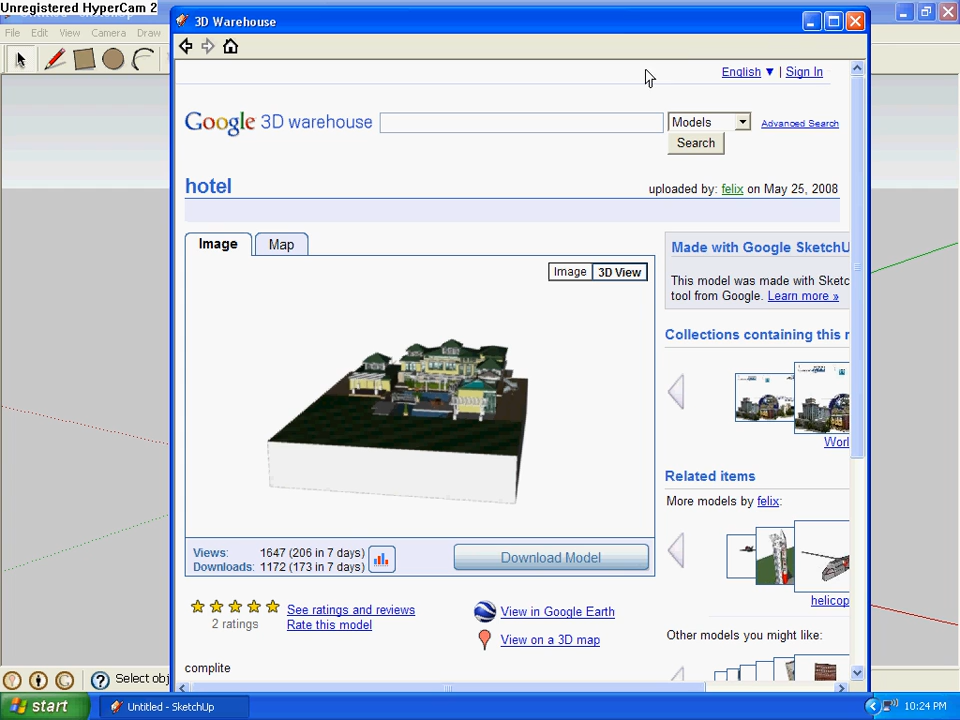 Unregistered HyperCam 2
3D Warehouse
File Edit View Camera Draw
English ▼ | Sign In
Google 3D warehouse
Models
Advanced Search
Search
hotel
uploaded by: felix on May 25, 2008
Image Map
Image 3D View
Made with Google SketchU
This model was made with Sketc
tool from Google. Learn more »
Collections containing this r
Worl
Related items
More models by felix:
helicop
Other models you might like:
Views: 1647 (206 in 7 days)
Downloads: 1172 (173 in 7 days)
Download Model
2 ratings
See ratings and reviews
Rate this model
View in Google Earth
View on a 3D map
complite
Select obj
start
Untitled - SketchUp
10:24 PM